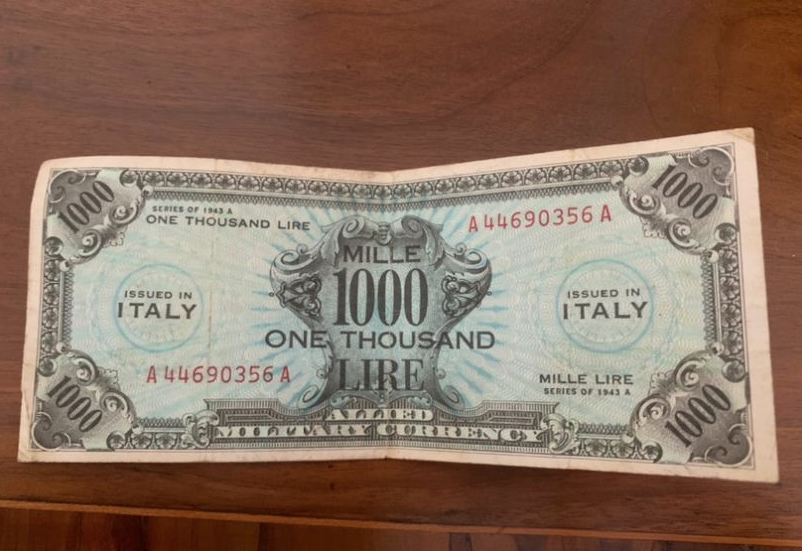 1000
1000
SERIES OF 1943 A
ONE THOUSAND LIRE
A 44690356 A
MILLE
1000
ONE THOUSAND
LIRE
ISSUED IN
ITALY
ISSUED IN
ITALY
A 44690356 A
MILLE LIRE
SERIES OF 1943 A
1000
1000
ALLIED
MILITARY CURRENCY